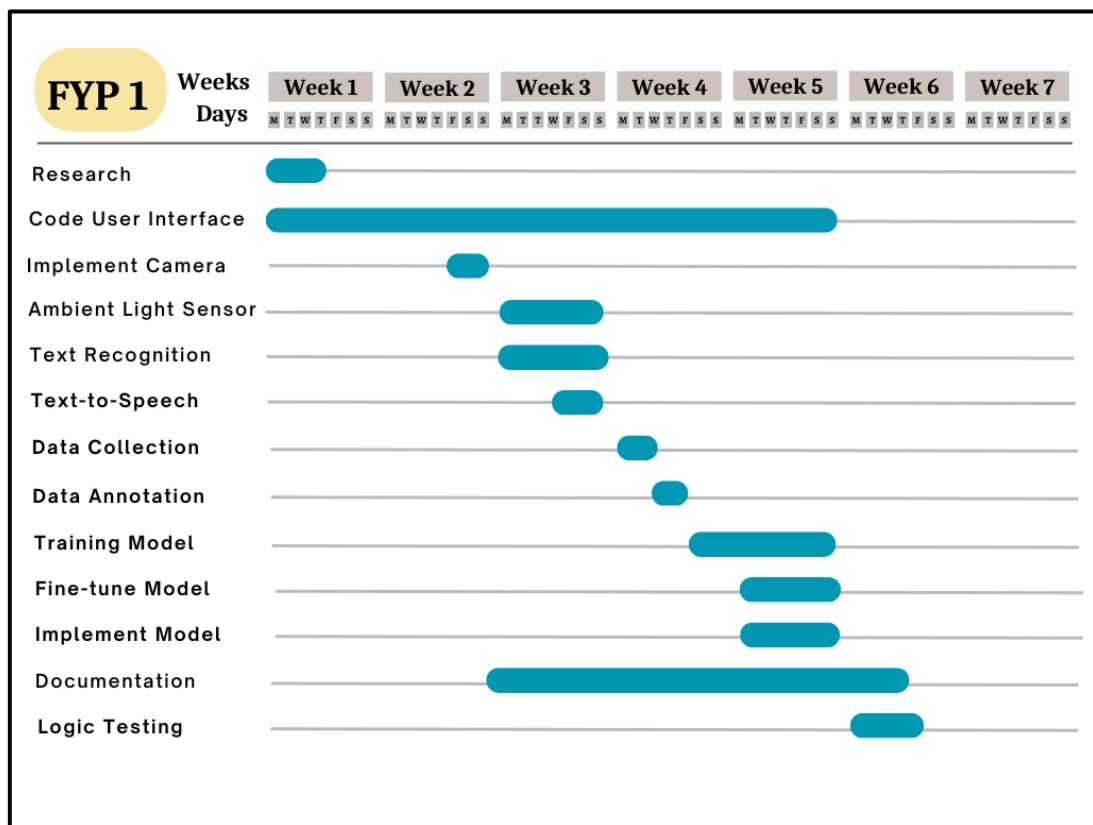 FYP 1
Weeks Week 1 Week 2 Week 3 Week 4 Week 5 Week 6 Week 7
Days M T W T F S S M T W T F S S M T T W F S S M T W T F S S M T W T F S S M T W T F S S M T W T F S S
Research
Code User Interface
Implement Camera
Ambient Light Sensor
Text Recognition
Text-to-Speech
Data Collection
Data Annotation
Training Model
Fine-tune Model
Implement Model
Documentation
Logic Testing